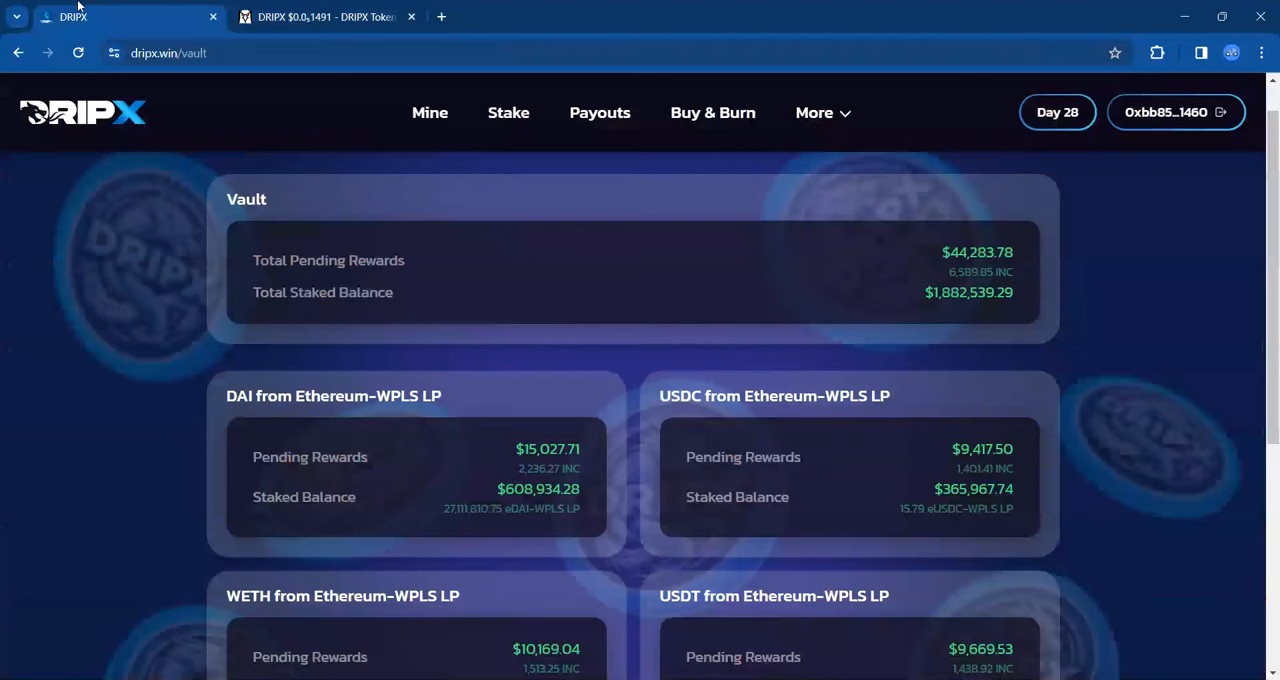 DRIPX
DRIPX $0.0₅1491 - DRIPX Token
dripx.win/vault
DRIPX
Mine
Stake
Payouts
Buy & Burn
More
Day 28
0xbb85...1460
Vault
Total Pending Rewards
$44,283.78
6,589.85 INC
Total Staked Balance
$1,882,539.29
DAI from Ethereum-WPLS LP
Pending Rewards
$15,027.71
2,236.27 INC
Staked Balance
$608,934.28
27,111,810.75 eDAI-WPLS LP
USDC from Ethereum-WPLS LP
Pending Rewards
$9,417.50
1,401.41 INC
Staked Balance
$365,967.74
15.79 eUSDC-WPLS LP
WETH from Ethereum-WPLS LP
Pending Rewards
$10,169.04
1,513.25 INC
USDT from Ethereum-WPLS LP
Pending Rewards
$9,669.53
1,438.92 INC